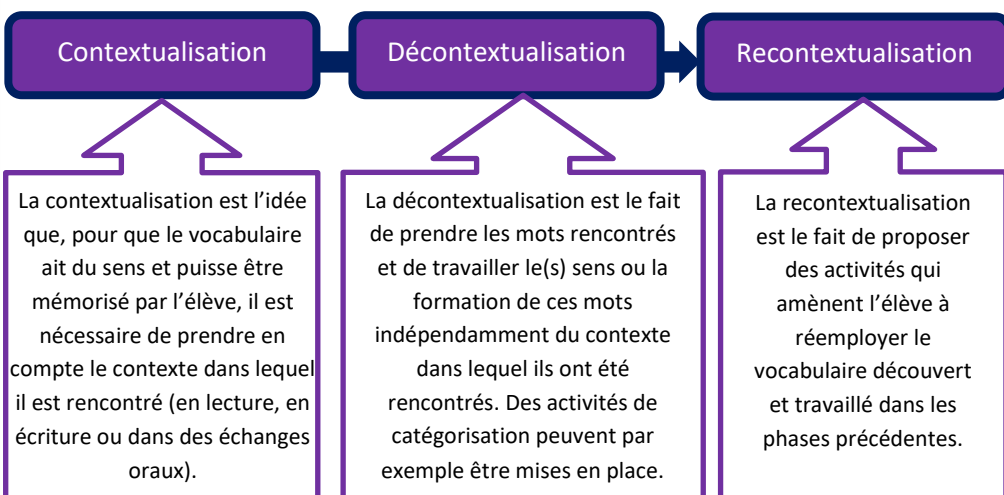 Contextualisation
Décontextualisation
Recontextualisation
La contextualisation est l’idée
que, pour que le vocabulaire
ait du sens et puisse être
mémorisé par l’élève, il est
nécessaire de prendre en
compte le contexte dans lequel
il est rencontré (en lecture, en
écriture ou dans des échanges
oraux).
La décontextualisation est le fait
de prendre les mots rencontrés
et de travailler le(s) sens ou la
formation de ces mots
indépendamment du contexte
dans lequel ils ont été
rencontrés. Des activités de
catégorisation peuvent par
exemple être mises en place.
La recontextualisation
est le fait de proposer
des activités qui
amènent l’élève à
réemployer le
vocabulaire découvert
et travaillé dans les
phases précédentes.